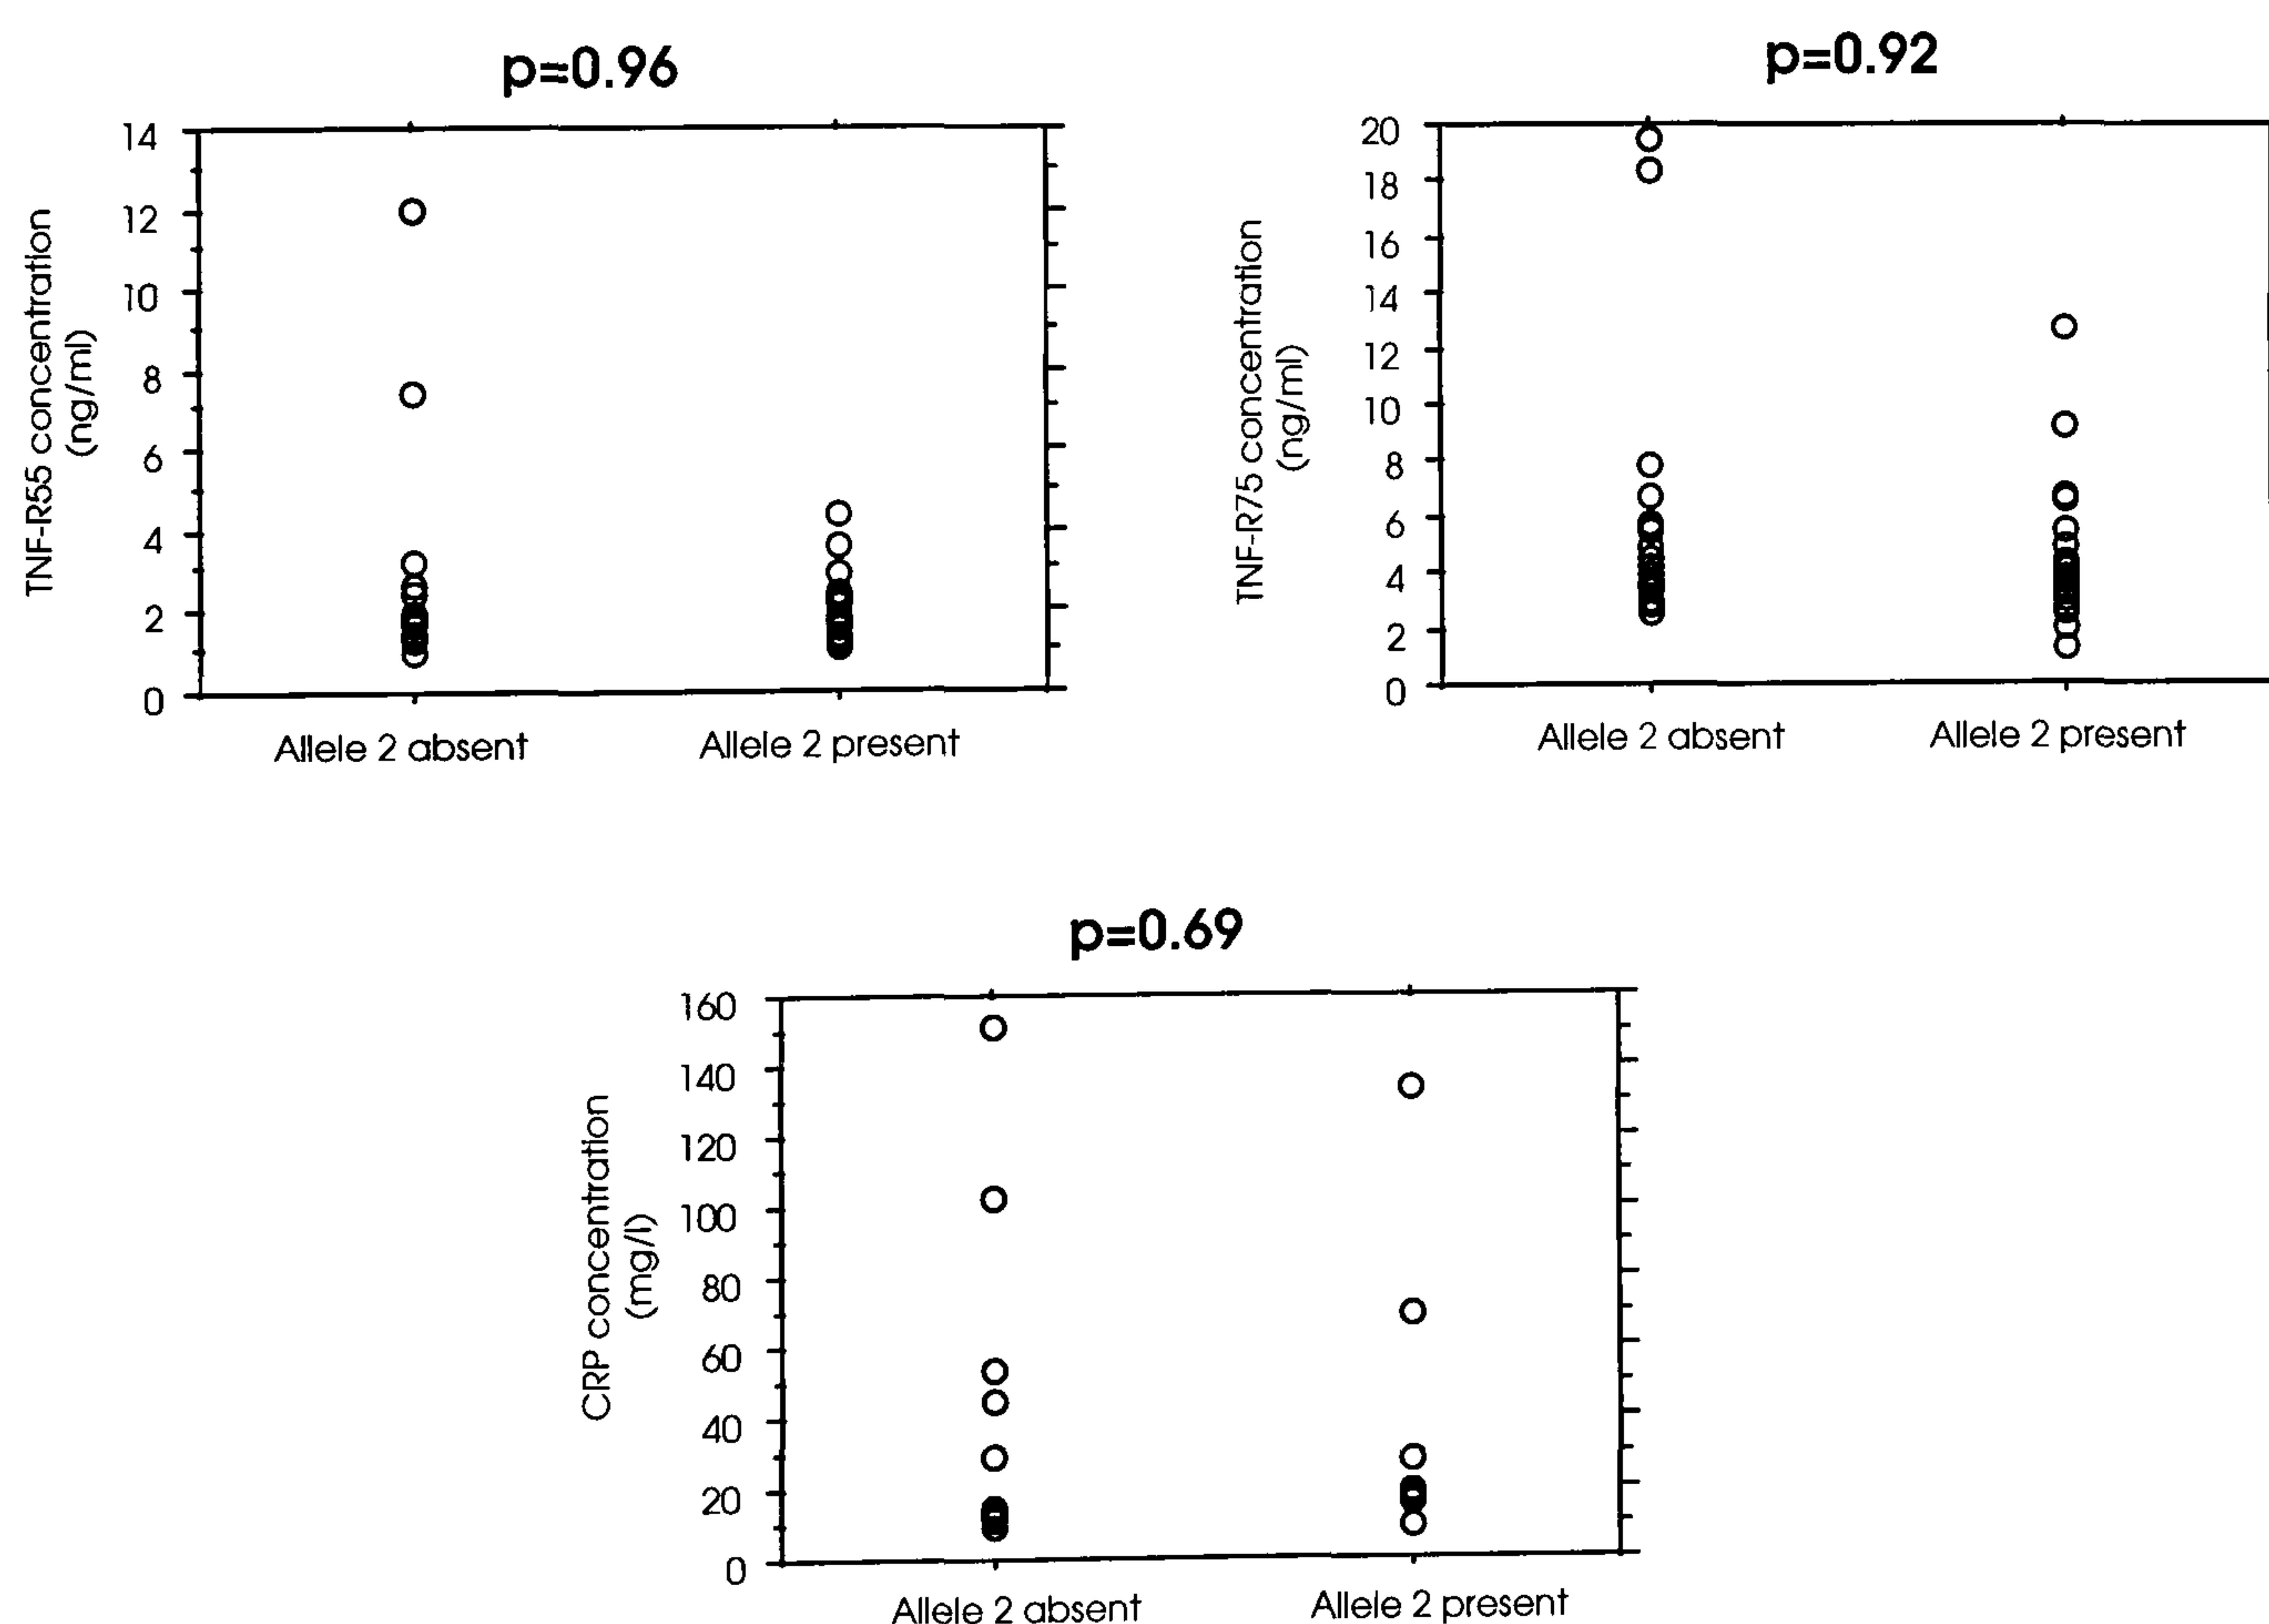 p=0.96
14
12
10
8
6
4
2
0
TNF-R55 concentration
(ng/ml)
Allele 2 absent
Allele 2 present
p=0.92
20
18
16
14
12
10
8
6
4
2
0
TNF-R75 concentration
(ng/ml)
Allele 2 absent
Allele 2 present
p=0.69
160
140
120
100
80
60
40
20
0
CRP concentration
(mg/l)
Allele 2 absent
Allele 2 present